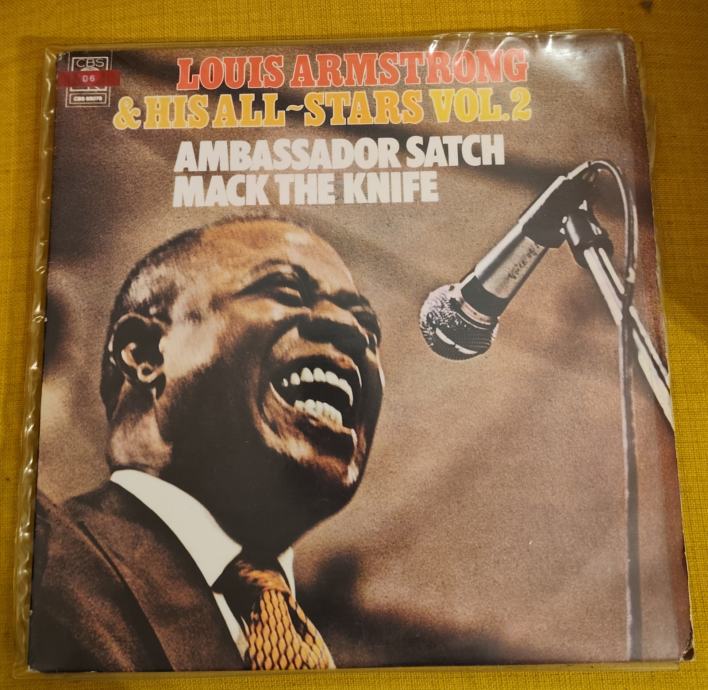 CBS
06
LOUIS ARMSTRONG
& HIS ALL~STARS VOL.2
AMBASSADOR SATCH
MACK THE KNIFE